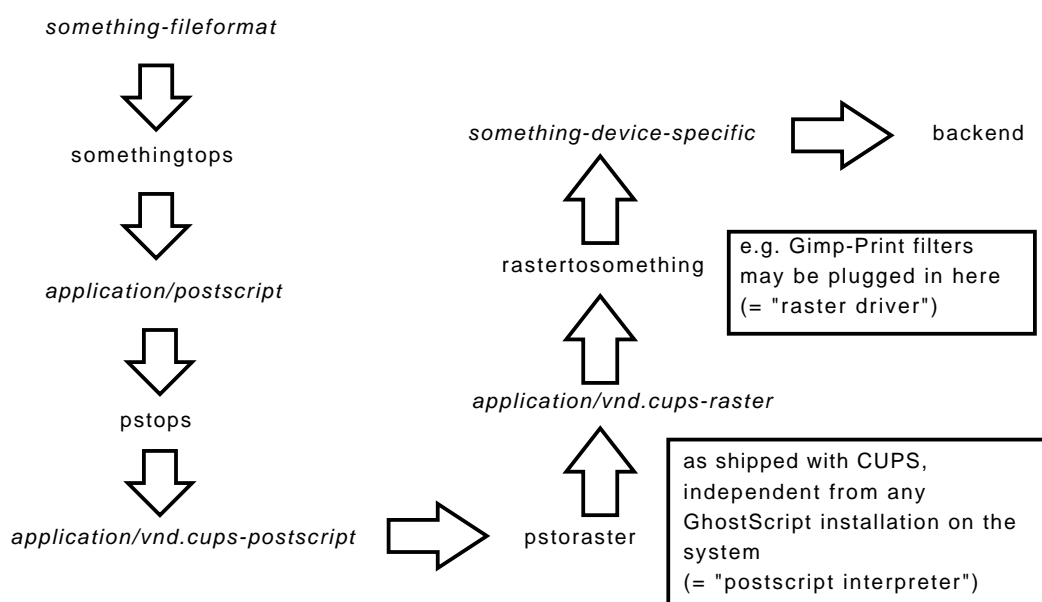 something-fileformat
somethingtops
application/postscript
pstops
application/vnd.cups-postscript
pstoraster
as shipped with CUPS,
independent from any
GhostScript installation on the
system
(= "postscript interpreter")
application/vnd.cups-raster
rastertosomething
e.g. Gimp-Print filters
may be plugged in here
(= "raster driver")
something-device-specific
backend